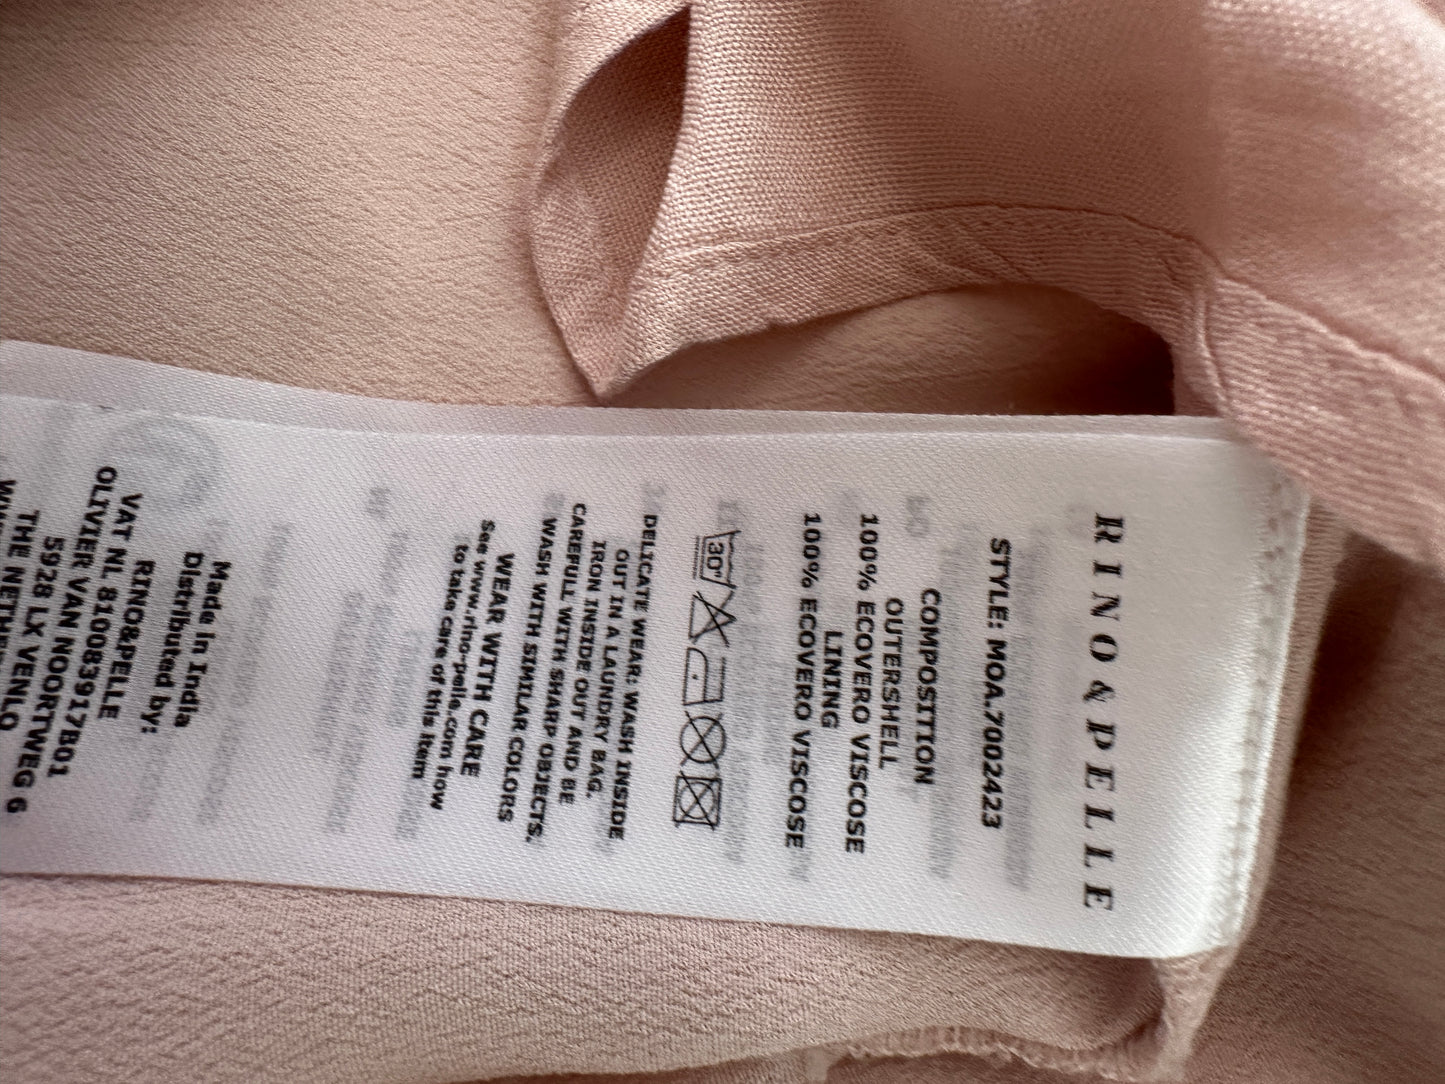 RINO&PELLE
STYLE: MOA.7002423
COMPOSITION
OUTERSHELL
100% ECOVERO VISCOSE
LINING
100% ECOVERO VISCOSE
30°
DELICATE WEAR: WASH INSIDE
OUT IN A LAUNDRY BAG.
IRON INSIDE OUT AND BE
CAREFULL WITH SHARP OBJECTS.
WASH WITH SIMILAR COLORS
WEAR WITH CARE
See www.rino-pelle.com how
to take care of this item
Made in India
Distributed by:
RINO&PELLE
VAT NL 810083917B01
OLIVIER VAN NOORTWEG 6
5928 LX VENLO